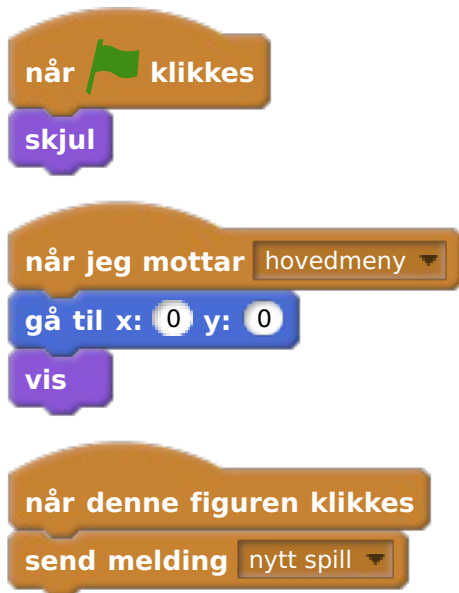 når klikkes
skjul
når jeg mottar hovedmeny
gå til x: 0 y: 0
vis
når denne figuren klikkes
send melding nytt spill